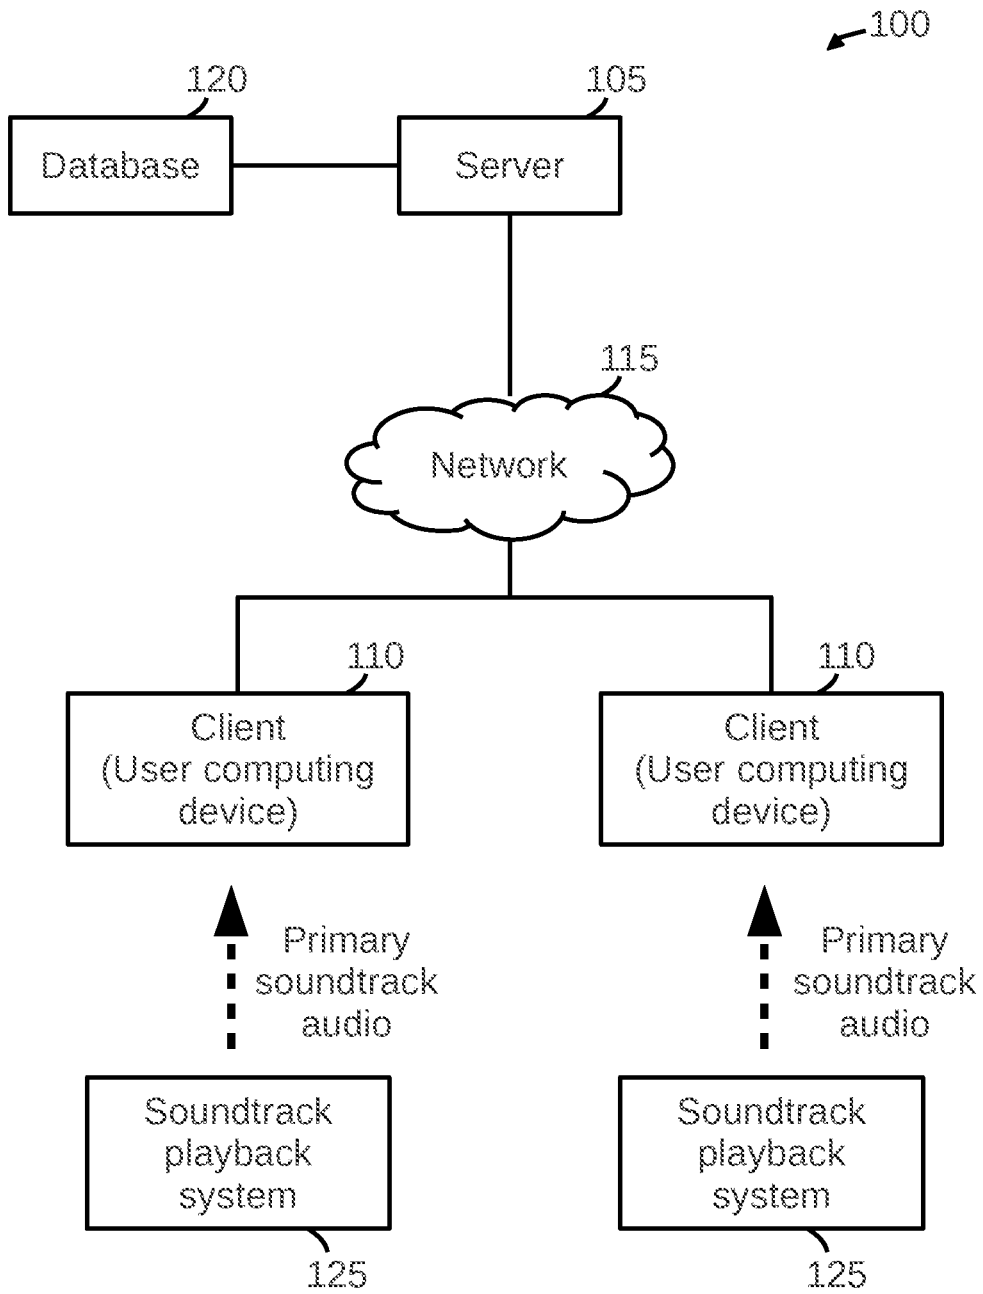 100
120
105
Database
Server
115
Network
110
110
Client
(User computing
device)
Client
(User computing
device)
Primary
soundtrack
audio
Primary
soundtrack
audio
Soundtrack
playback
system
Soundtrack
playback
system
125
125